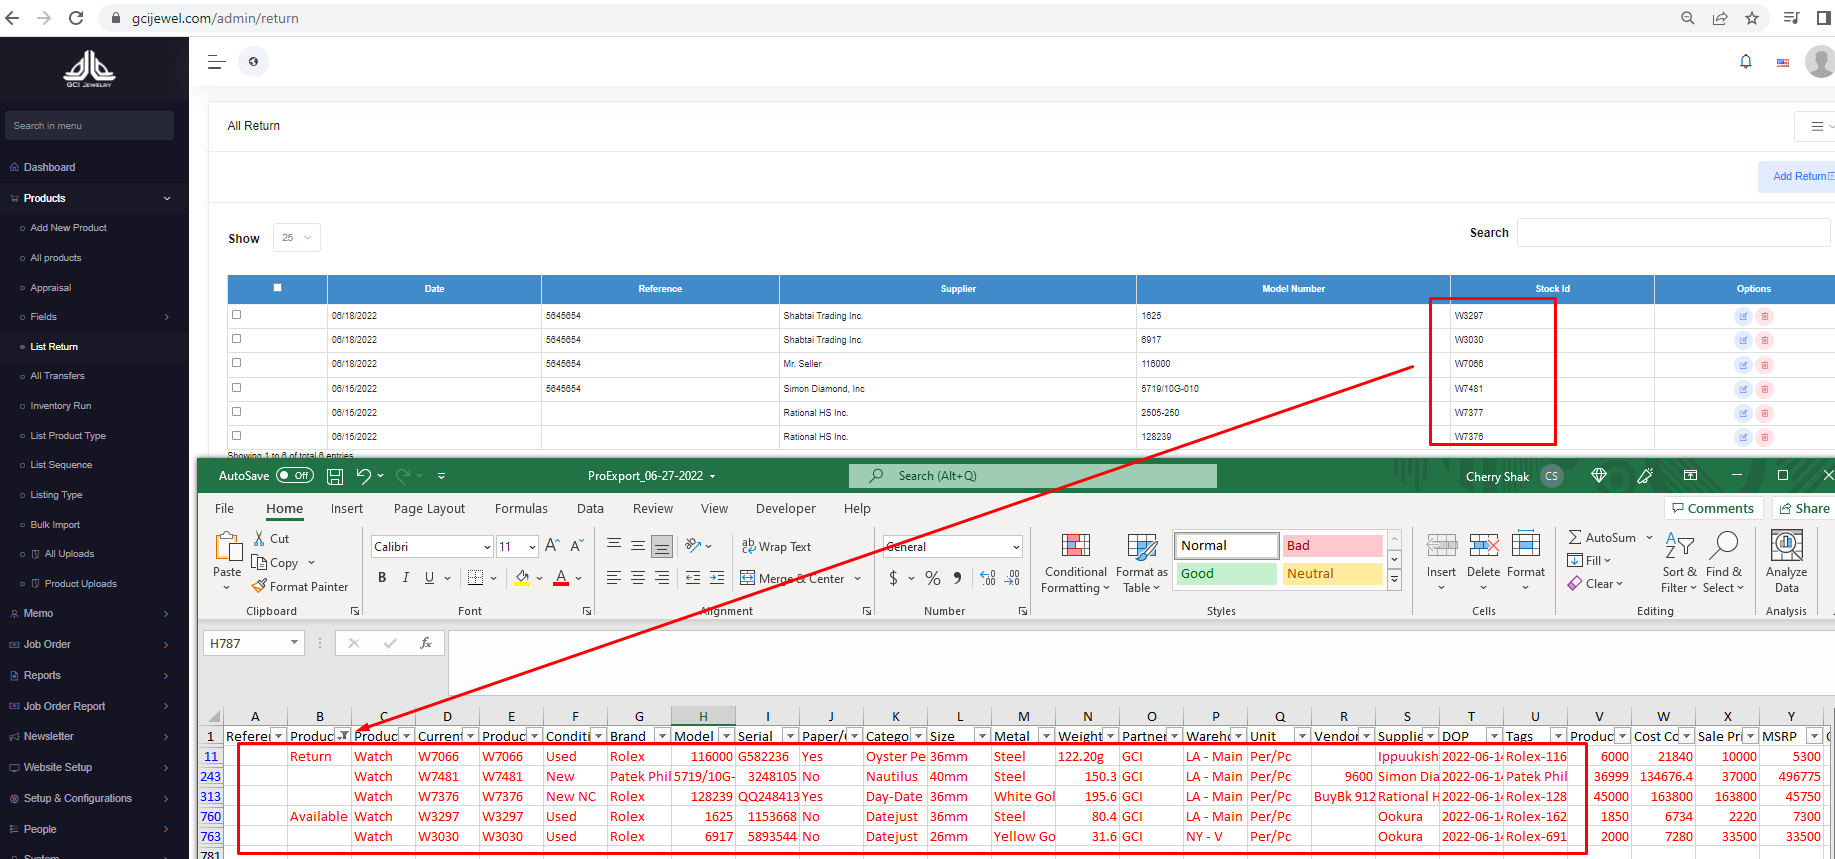 gcijewel.com/admin/return
GCI JEWELRY
Search in menu
Dashboard
Products
Add New Product
All products
Appraisal
Fields
List Return
All Transfers
Inventory Run
List Product Type
List Sequence
Listing Type
Bulk Import
All Uploads
Product Uploads
Memo
Job Order
Reports
Job Order Report
Newsletter
Website Setup
Setup & Configurations
People
System
All Return
Add Return
Show 25
Search
Date Reference Supplier Model Number Stock Id Options
06/18/2022 5645654 Shabtai Trading Inc. 1625 W3297
06/18/2022 5645654 Shabtai Trading Inc. 6917 W3030
06/18/2022 5645654 Mr. Seller 116000 W7066
06/15/2022 5645654 Simon Diamond, Inc 5719/10G-010 W7481
06/15/2022 Rational HS Inc. 2505-250 W7377
06/15/2022 Rational HS Inc. 128239 W7376
Showing 1 to 6 of total 6 entries
AutoSave Off ProExport_06-27-2022 Search (Alt+Q) Cherry Shak CS
File Home Insert Page Layout Formulas Data Review View Developer Help Comments Share
Paste Cut Copy Format Painter
Clipboard
Calibri 11 A A
B I U A
Font
Wrap Text
Merge & Center
Alignment
General
$ % 9 .00 .00
Number
Conditional Formatting
Format as Table
Normal Bad
Good Neutral
Styles
Insert Delete Format
Cells
AutoSum
Fill
Clear
Sort & Filter
Find & Select
Editing
Analyze Data
Analysis
H787 fx
A B C D E F G H I J K L M N O P Q R S T U V W X Y
1 Referer Produc Produc Current Produc Conditi Brand Model Serial Paper/ Catego Size Metal Weight Partner Wareh Unit Vendor Supplie DOP Tags Produc Cost Co Sale Pri MSRP
11 Return Watch W7066 W7066 Used Rolex 116000 G582236 Yes Oyster Pe 36mm Steel 122.20g GCI LA - Main Per/Pc Ippuukish 2022-06-14 Rolex-116 6000 21840 10000 5300
243 Watch W7481 W7481 New Patek Phil 5719/10G- 3248105 No Nautilus 40mm Steel 150.3 GCI LA - Main Per/Pc 9600 Simon Dia 2022-06-14 Patek Phil 36999 134676.4 37000 496775
313 Watch W7376 W7376 New NC Rolex 128239 QQ248413 Yes Day-Date 36mm White Gol 195.6 GCI LA - Main Per/Pc BuyBk 912 Rational H 2022-06-14 Rolex-128 45000 163800 163800 45750
760 Available Watch W3297 W3297 Used Rolex 1625 1153668 No Datejust 36mm Steel 80.4 GCI LA - Main Per/Pc Ookura 2022-06-14 Rolex-162 1850 6734 2220 7300
763 Watch W3030 W3030 Used Rolex 6917 5893544 No Datejust 26mm Yellow Go 31.6 GCI NY - V Per/Pc Ookura 2022-06-14 Rolex-691 2000 7280 33500 33500
781